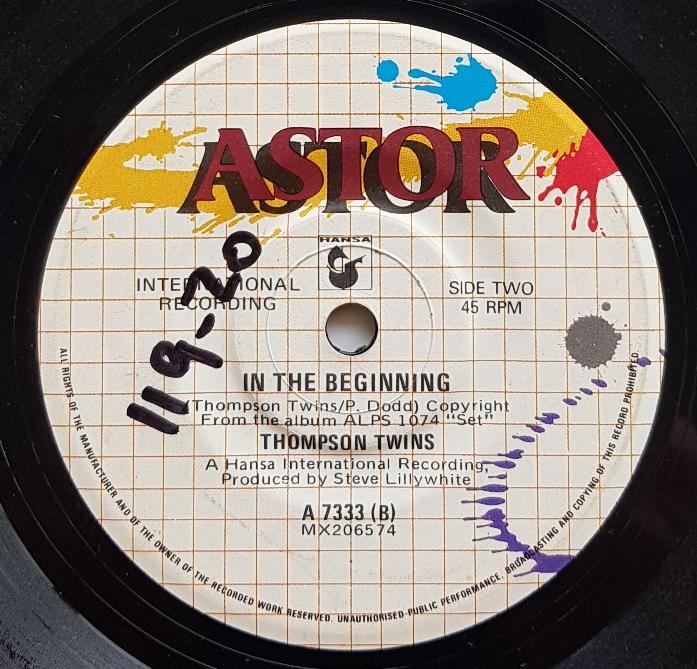 ASTOR
HANSA
INTERNATIONAL
RECORDING
SIDE TWO
45 RPM
119-20
IN THE BEGINNING
(Thompson Twins/P. Dodd) Copyright
From the album ALPS 1074 "Set"
THOMPSON TWINS
A Hansa International Recording,
Produced by Steve Lillywhite
A 7333 (B)
MX206574
ALL RIGHTS OF THE MANUFACTURER AND OF THE OWNER OF THE RECORDED WORK RESERVED. UNAUTHORISED PUBLIC PERFORMANCE, BROADCASTING AND COPYING OF THIS RECORD PROHIBITED.